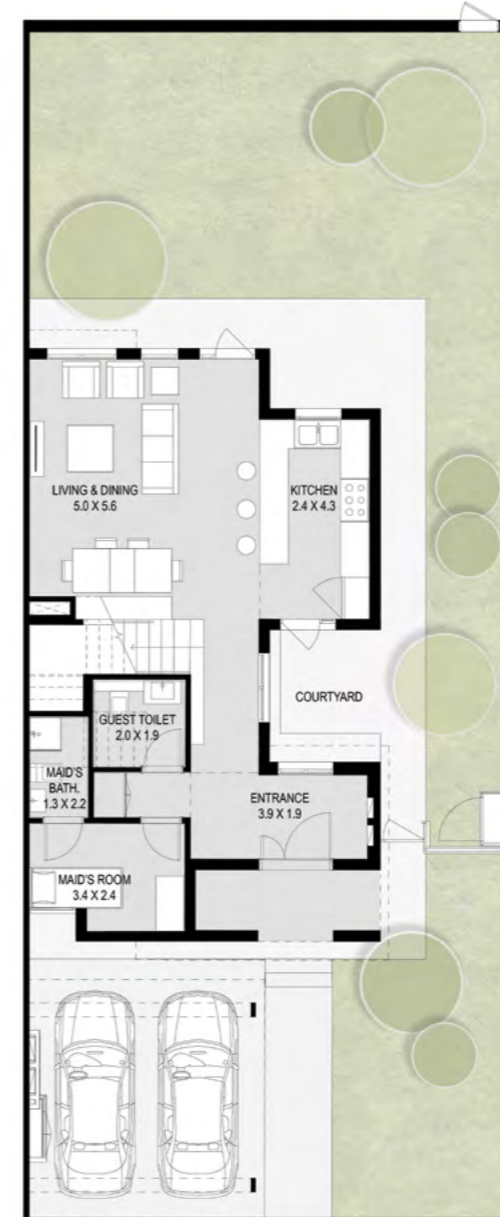 LIVING & DINING
5.0 X 5.6
KITCHEN
2.4 X 4.3
COURTYARD
GUEST TOILET
2.0 X 1.9
MAID'S
BATH.
1.3 X 2.2
ENTRANCE
3.9 X 1.9
MAID'S ROOM
3.4 X 2.4